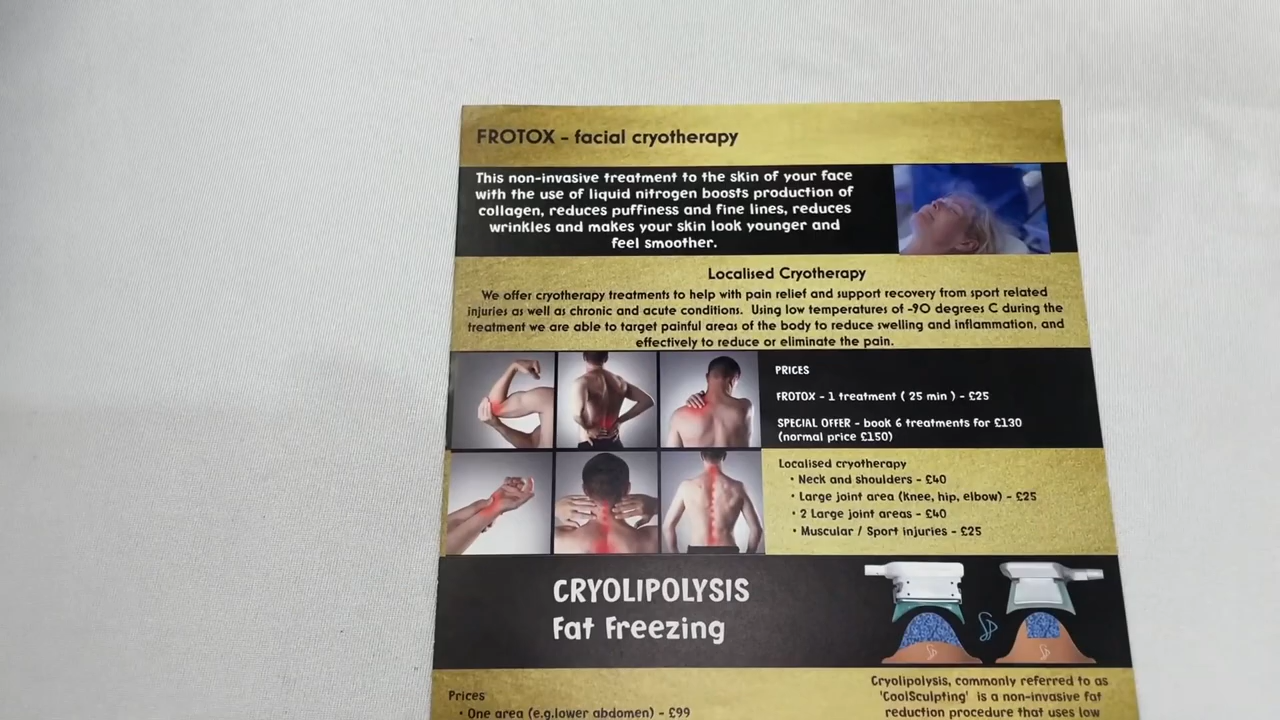 FROTOX - facial cryotherapy
This non-invasive treatment to the skin of your face
with the use of liquid nitrogen boosts production of
collagen, reduces puffiness and fine lines, reduces
wrinkles and makes your skin look younger and
feel smoother.
Localised Cryotherapy
We offer cryotherapy treatments to help with pain relief and support recovery from sport related
injuries as well as chronic and acute conditions. Using low temperatures of -90 degrees C during the
treatment we are able to target painful areas of the body to reduce swelling and inflammation, and
effectively to reduce or eliminate the pain.
PRICES
FROTOX - 1 treatment ( 25 min ) - £25
SPECIAL OFFER - book 6 treatments for £130
(normal price £150)
Localised cryotherapy
• Neck and shoulders - £40
• Large joint area (knee, hip, elbow) - £25
• 2 Large joint areas - £40
• Muscular / Sport injuries - £25
CRYOLIPOLYSIS
Fat Freezing
Prices
• One area (e.g.lower abdomen) - £99
Cryolipolysis, commonly referred to as
'CoolSculpting' is a non-invasive fat
reduction procedure that uses low